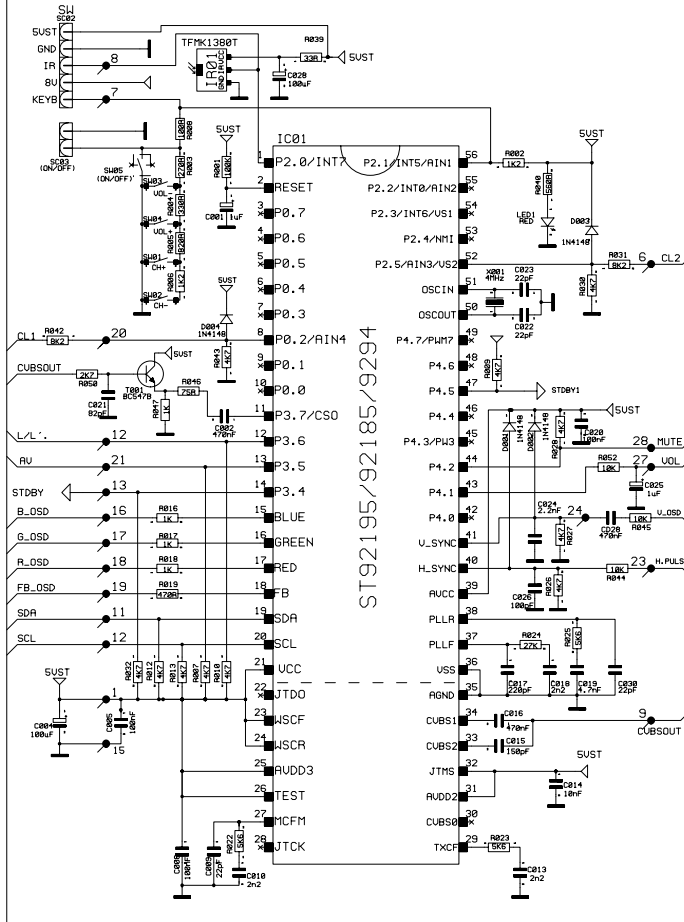 SW
SC02
5VST
GND
IR
8V
KEYB
8
7
TFMK1380T
IR01
GND
IR
VCC
R039
33R
5VST
C028
100uF
SC03
(ON/OFF)
SW05
(ON/OFF)
R008
100R
R003
270R
SW03
VOL-
R004
330R
SW04
VOL+
R005
820R
SW01
CH+
R006
1K2
SW02
CH-
5VST
R001
100K
C001 1uF
5VST
D004
1N4148
R043
4K7
IC01
ST92195/92185/9294
1 P2.0/INT7
2 RESET
3 P0.7
4 P0.6
5 P0.5
6 P0.4
7 P0.3
8 P0.2/AIN4
9 P0.1
10 P0.0
11 P3.7/CSO
12 P3.6
13 P3.5
14 P3.4
15 BLUE
16 GREEN
17 RED
18 FB
19 SDA
20 SCL
21 VCC
22 JTDO
23 WSCF
24 WSCR
25 AVDD3
26 TEST
27 MCFM
28 JTCK
P2.1/INT5/AIN1 56
P2.2/INT0/AIN2 55
P2.3/INT6/VS1 54
P2.4/NMI 53
P2.5/AIN3/VS2 52
OSCIN 51
OSCOUT 50
P4.7/PWM7 49
P4.6 48
P4.5 47
P4.4 46
P4.3/PW3 45
P4.2 44
P4.1 43
P4.0 42
V_SYNC 41
H_SYNC 40
AVCC 39
PLLR 38
PLLF 37
VSS 36
AGND 35
CVBS1 34
CVBS2 33
JTMS 32
AVDD2 31
CVBS0 30
TXCF 29
CL1
R042
8K2
20
CVBSOUT
2K7
R050
C021
82pF
T001
BC547B
5VST
R047
1K
R046
75R
C002
470nF
L/L'.
12
AV
21
STDBY
13
B_OSD
16
R016
1K
G_OSD
17
R017
1K
R_OSD
18
R018
1K
FB_OSD
19
R019
470R
SDA
11
SCL
12
R032
4K7
R012
4K7
R013
4K7
R007
4K7
R010
4K7
5VST
1
15
C004
100uF
C005
100nF
C008
100MF
C009
22pF
R022
5K6
C010
2n2
R002
1K2
R040
560R
LED1
RED
5VST
D003
1N4148
R031
8K2
6
CL2
R030
4K7
X001
4MHz
C023
22pF
C022
22pF
R009
4K7
STDBY1
5VST
D001
1N4148
D002
1N4148
R028
4K7
C020
100nF
28
MUTE
R052
10K
27
VOL
C025
1uF
C024
2.2nF
24
CD28
470nF
R027
4K7
10K
R045
V_OSD
C026
100pF
R026
4K7
10K
R044
23
H.PULS
R024
27K
R025
5K6
C017
220pF
C018
2n2
C019
4.7nF
C030
22pF
C016
470nF
C015
150pF
9
CVBSOUT
5VST
C014
10nF
R023
5K6
C013
2n2